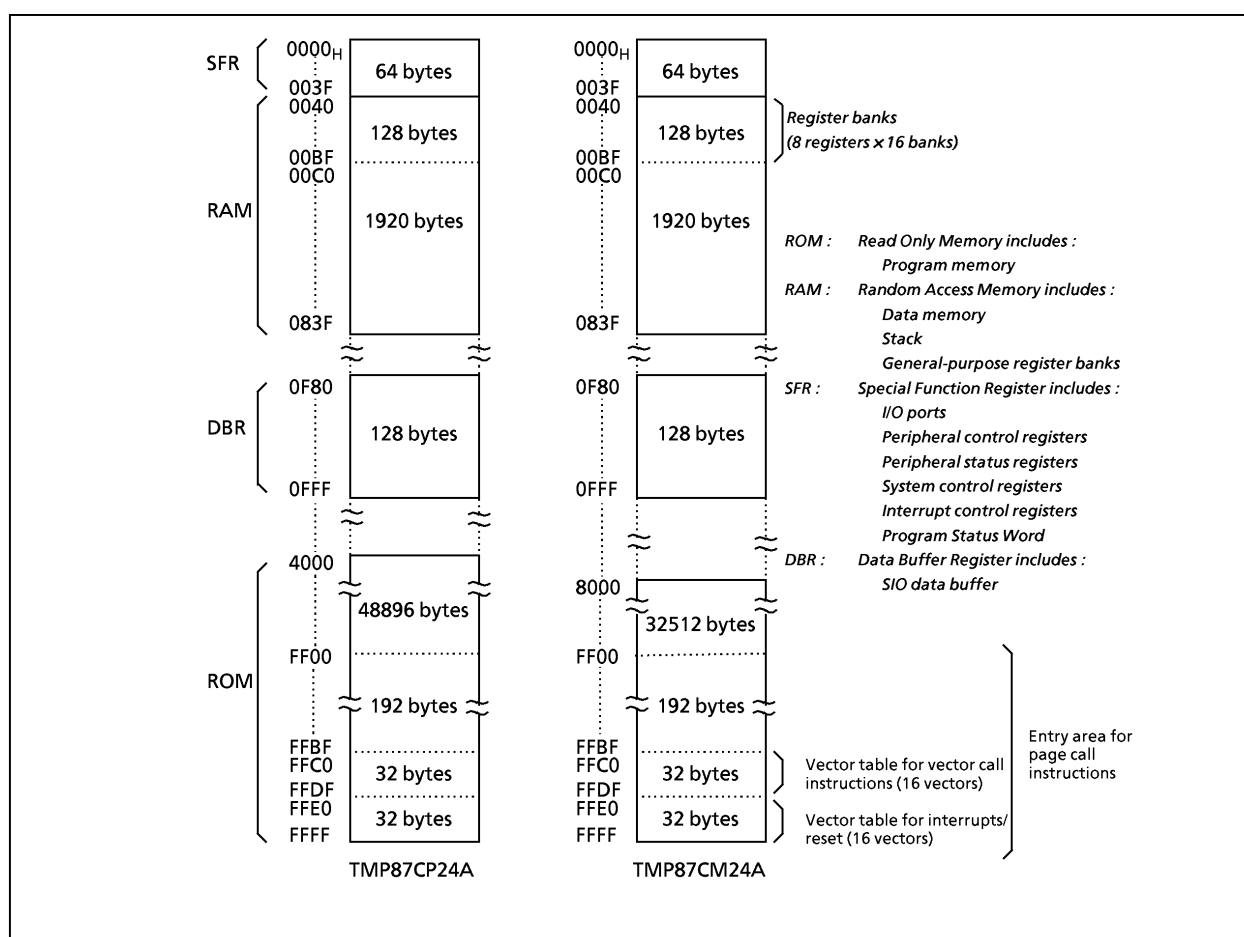 SFR
RAM
DBR
ROM
0000H
003F
0040
00BF
00C0
083F
0F80
0FFF
4000
FF00
FFBF
FFC0
FFDF
FFE0
FFFF
64 bytes
128 bytes
1920 bytes
128 bytes
48896 bytes
192 bytes
32 bytes
32 bytes
TMP87CP24A
0000H
003F
0040
00BF
00C0
083F
0F80
0FFF
8000
FF00
FFBF
FFC0
FFDF
FFE0
FFFF
64 bytes
128 bytes
1920 bytes
128 bytes
32512 bytes
192 bytes
32 bytes
32 bytes
TMP87CM24A
Register banks
(8 registers × 16 banks)
ROM : Read Only Memory includes :
Program memory
RAM : Random Access Memory includes :
Data memory
Stack
General-purpose register banks
SFR : Special Function Register includes :
I/O ports
Peripheral control registers
Peripheral status registers
System control registers
Interrupt control registers
Program Status Word
DBR : Data Buffer Register includes :
SIO data buffer
Vector table for vector call
instructions (16 vectors)
Vector table for interrupts/
reset (16 vectors)
Entry area for
page call
instructions